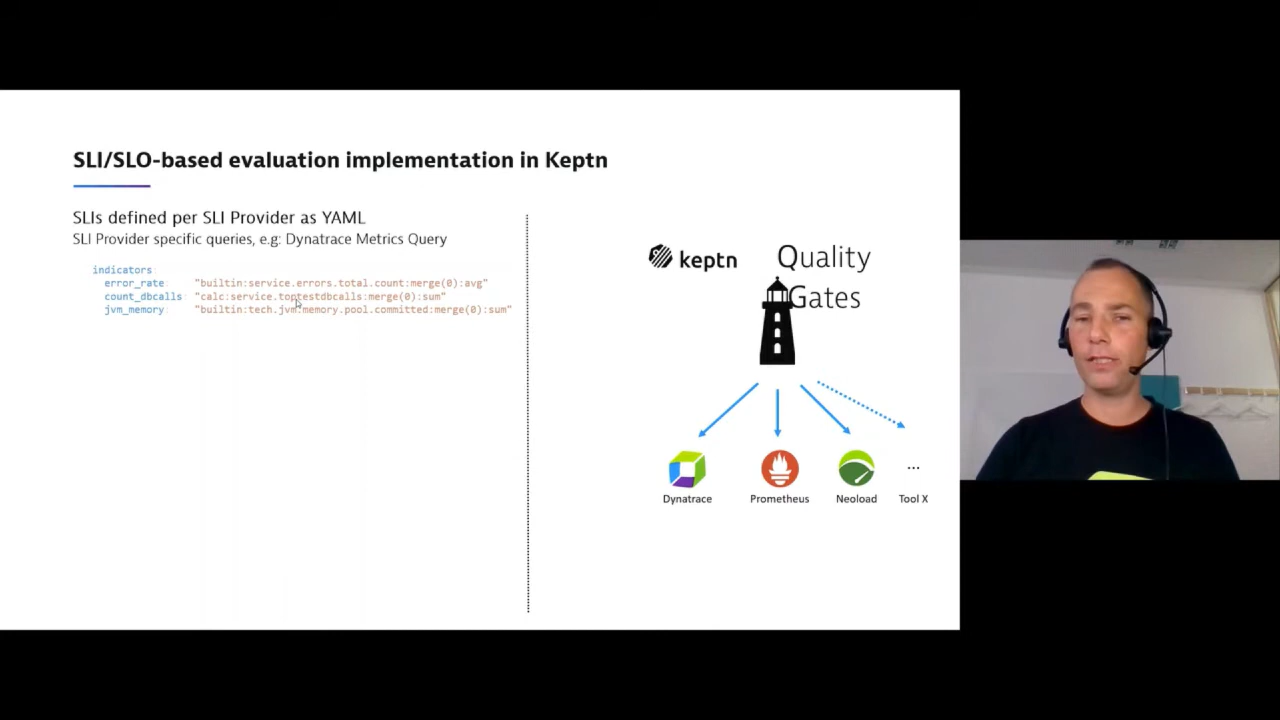 SLI/SLO-based evaluation implementation in Keptn
SLIs defined per SLI Provider as YAML
SLI Provider specific queries, e.g: Dynatrace Metrics Query
indicators:
error_rate: "builtin:service.errors.total.count:merge(0):avg"
count_dbcalls: "calc:service.toptestdbcalls:merge(0):sum"
jvm_memory: "builtin:tech.jvm.memory.pool.committed:merge(0):sum"
keptn
Quality
Gates
Dynatrace
Prometheus
Neoload
...
Tool X